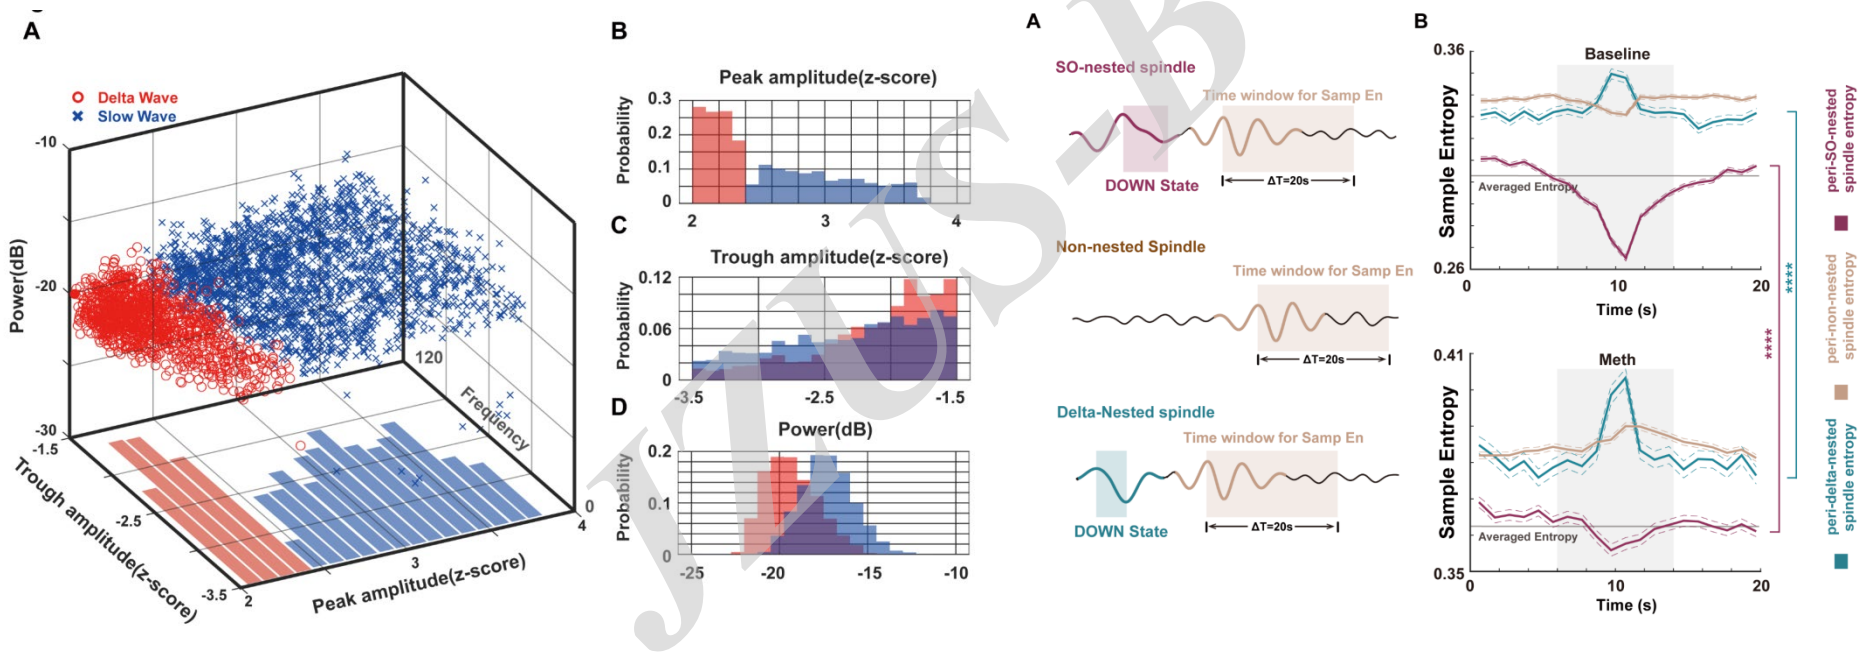 A
Delta Wave
Slow Wave
-10
-20
-30
Power(dB)
-1.5
-2.5
-3.5
Trough amplitude(z-score)
2
3
4
Peak amplitude(z-score)
120
0
Frequency
B
Peak amplitude(z-score)
0.3
0.2
0.1
0
Probability
2
3
4
C
Trough amplitude(z-score)
0.12
0.06
0
Probability
-3.5
-2.5
-1.5
D
Power(dB)
0.2
0.1
0
Probability
-25
-20
-15
-10
JZUS-B
A
SO-nested spindle
Time window for Samp En
DOWN State
ΔT=20s
Non-nested Spindle
Time window for Samp En
ΔT=20s
Delta-Nested spindle
Time window for Samp En
DOWN State
ΔT=20s
B
Baseline
0.36
0.26
Sample Entropy
Averaged Entropy
0
10
20
Time (s)
Meth
0.41
0.35
Sample Entropy
Averaged Entropy
0
10
20
Time (s)
****
****
peri-SO-nested
spindle entropy
peri-non-nested
spindle entropy
peri-delta-nested
spindle entropy